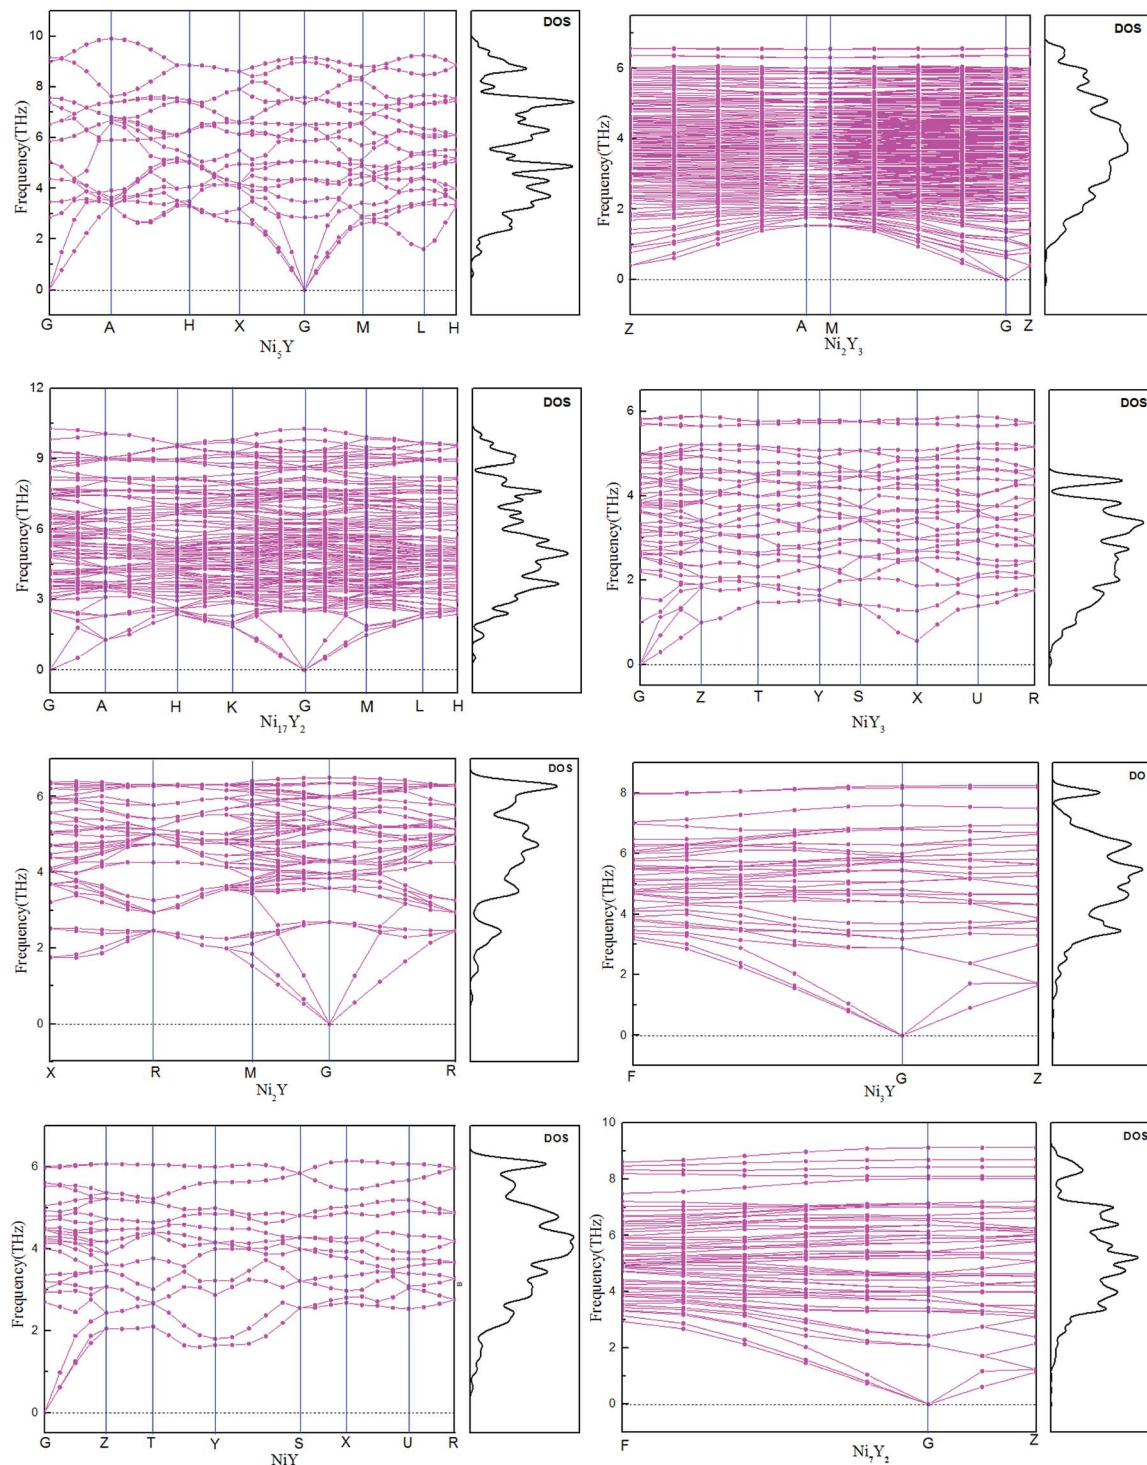 DOS
10
8
6
4
2
0
Frequency(THz)
G A H X G M L H
Ni₅Y
DOS
6
4
2
0
Frequency(THz)
Z A M G Z
Ni₂Y₃
DOS
12
9
6
3
0
Frequency(THz)
G A H K G M L H
Ni₁₇Y₂
DOS
6
4
2
0
Frequency(THz)
G Z T Y S X U R
NiY₃
DOS
6
4
2
0
Frequency(THz)
X R M G R
Ni₂Y
DO
8
6
4
2
0
Frequency(THz)
F G Z
Ni₃Y
DOS
6
4
2
0
Frequency(THz)
G Z T Y S X U R
NiY
DOS
10
8
6
4
2
0
Frequency(THz)
F G Z
Ni₇Y₂